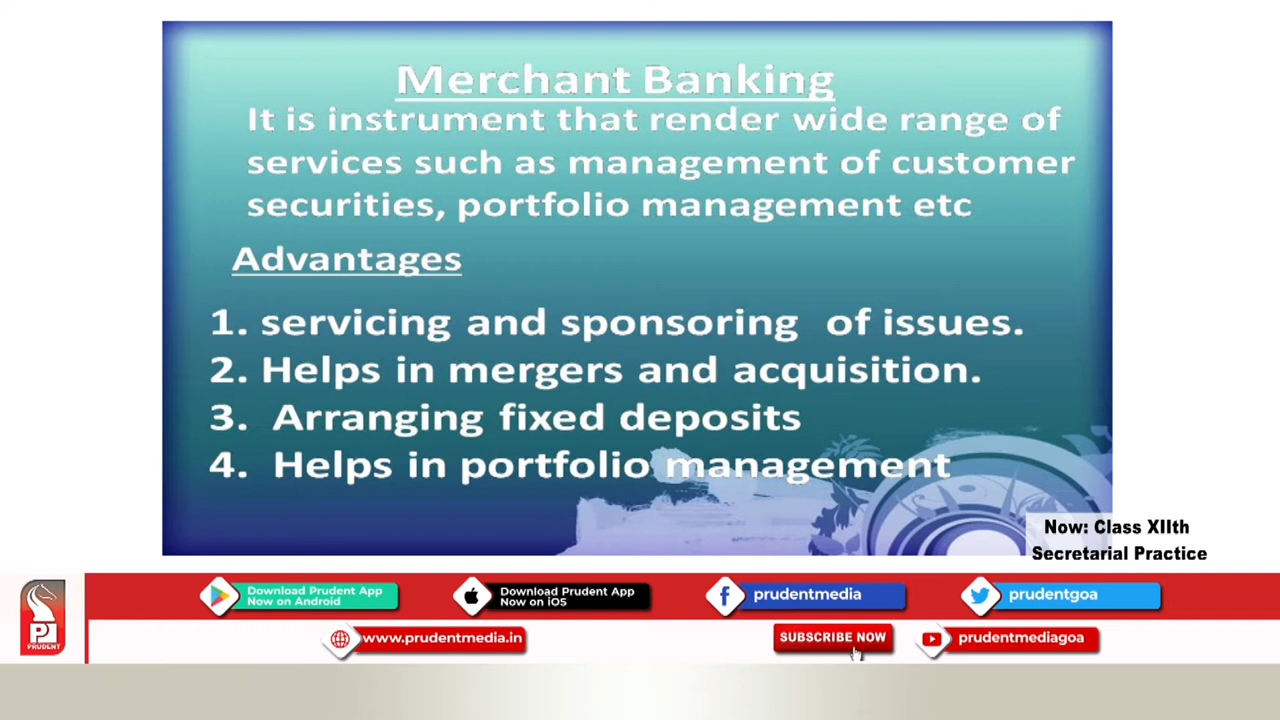 Merchant Banking
It is instrument that render wide range of
services such as management of customer
securities, portfolio management etc
Advantages
1. servicing and sponsoring of issues.
2. Helps in mergers and acquisition.
3. Arranging fixed deposits
4. Helps in portfolio management
Now: Class XIIth
Secretarial Practice
PRUDENT
Download Prudent App
Now on Android
Download Prudent App
Now on iOS
prudentmedia
prudentgoa
www.prudentmedia.in
SUBSCRIBE NOW
prudentmediagoa